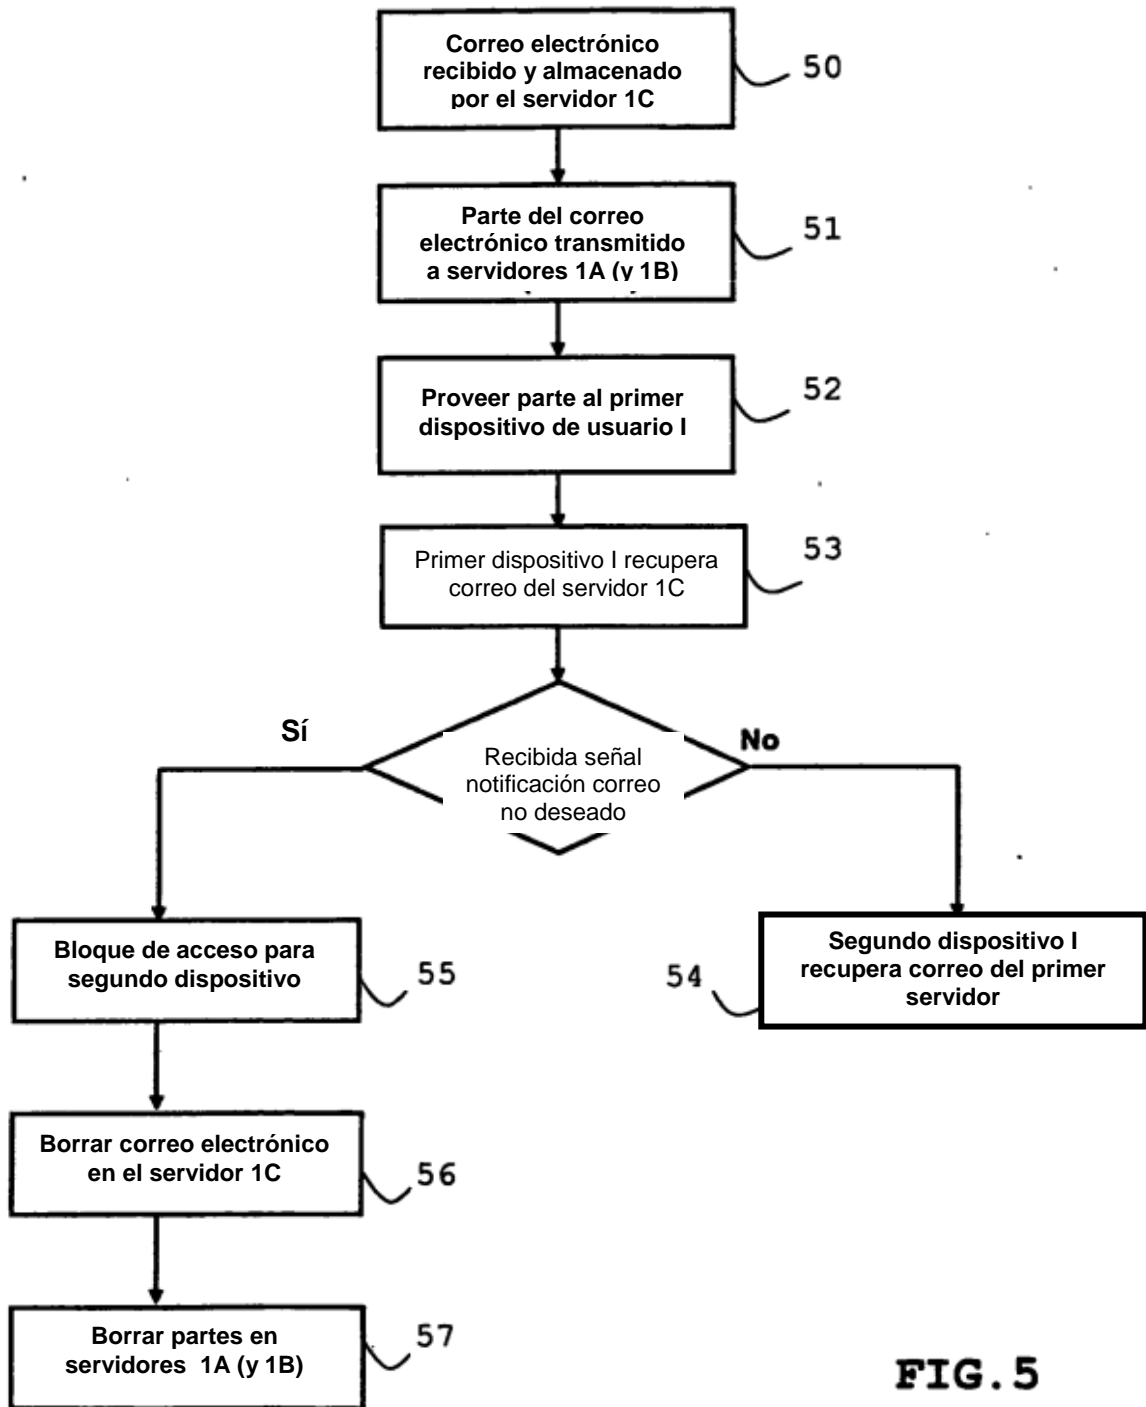 Correo electrónico
recibido y almacenado
por el servidor 1C
50
Parte del correo
electrónico transmitido
a servidores 1A (y 1B)
51
Proveer parte al primer
dispositivo de usuario I
52
Primer dispositivo I recupera
correo del servidor 1C
53
Sí
Recibida señal
notificación correo
no deseado
No
Bloque de acceso para
segundo dispositivo
55
54
Segundo dispositivo I
recupera correo del primer
servidor
Borrar correo electrónico
en el servidor 1C
56
Borrar partes en
servidores 1A (y 1B)
57
FIG.5